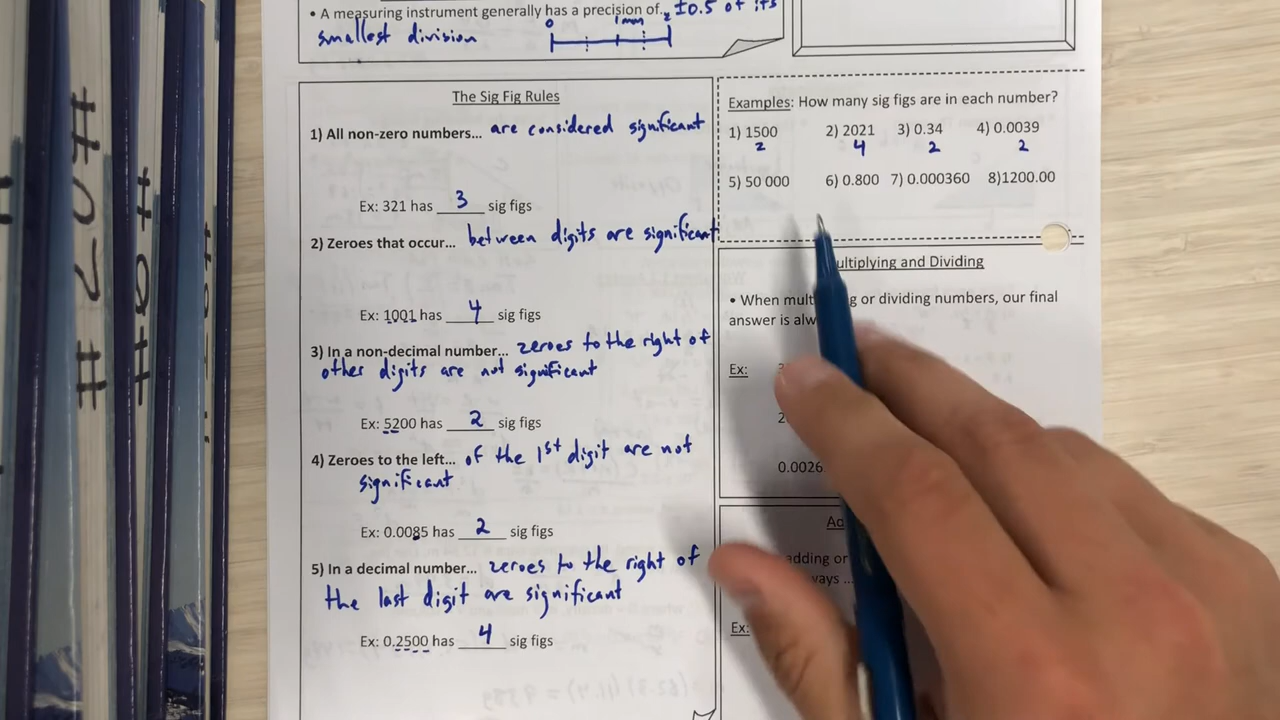 • A measuring instrument generally has a precision of ±0.5 of its
smallest division
0 1mm 2
The Sig Fig Rules
1) All non-zero numbers... are considered significant
Ex: 321 has 3 sig figs
2) Zeroes that occur... between digits are significant
Ex: 1001 has 4 sig figs
3) In a non-decimal number... zeroes to the right of
other digits are not significant
Ex: 5200 has 2 sig figs
4) Zeroes to the left... of the 1st digit are not
significant
Ex: 0.0085 has 2 sig figs
5) In a decimal number... zeroes to the right of
the last digit are significant
Ex: 0.2500 has 4 sig figs
Examples: How many sig figs are in each number?
1) 1500 2) 2021 3) 0.34 4) 0.0039
2 4 2 2
5) 50 000 6) 0.800 7) 0.000360 8)1200.00
and Dividing
• When or dividing numbers, our final
answer is
Ex:
0.0026
adding or
...
Ex:
#20#
#
#